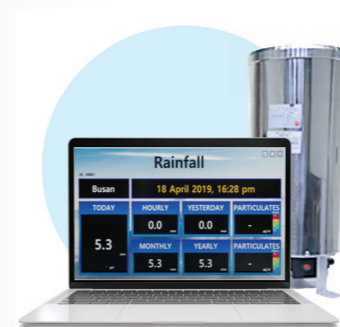 Rainfall
Busan
18 April 2019, 16:28 pm
TODAY
HOURLY
YESTERDAY
PARTICULATES
5.3
0.0
0.0
-
MONTHLY
YEARLY
PARTICULATES
5.3
5.3
-